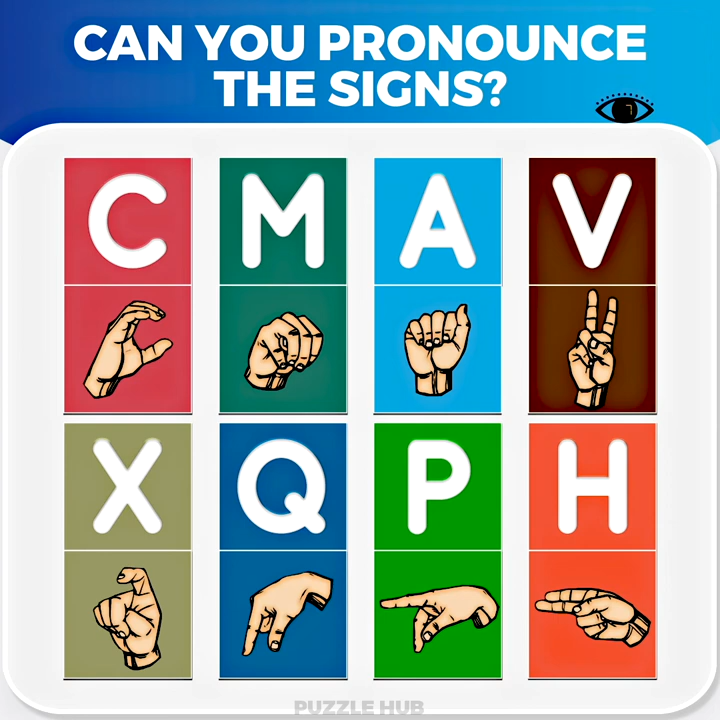 CAN YOU PRONOUNCE
THE SIGNS?
C M A V
X Q P H
PUZZLE HUB